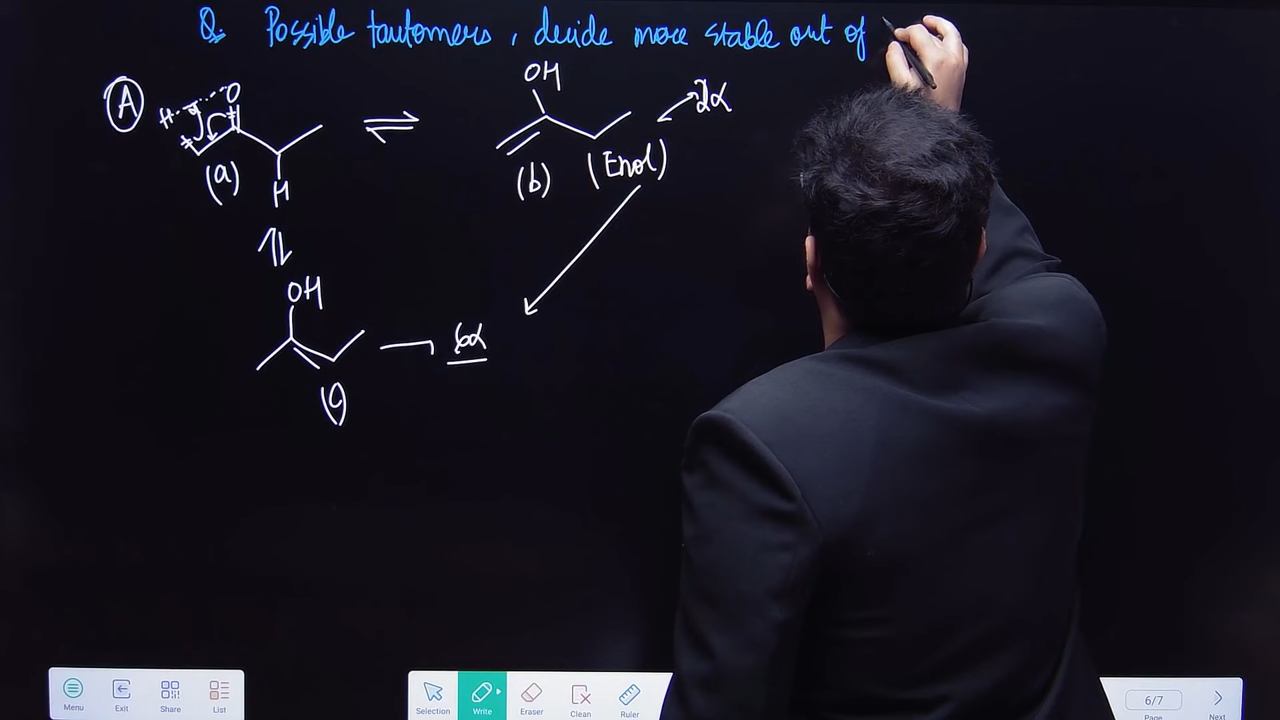 Q. Possible tautomers, decide more stable out of
OH
A
O
2α
H
(a)
(b)
(Enol)
H
OH
6α
(c)
Menu
Exit
Share
List
Selection
Write
Eraser
Clean
Ruler
6/7
Page
Next